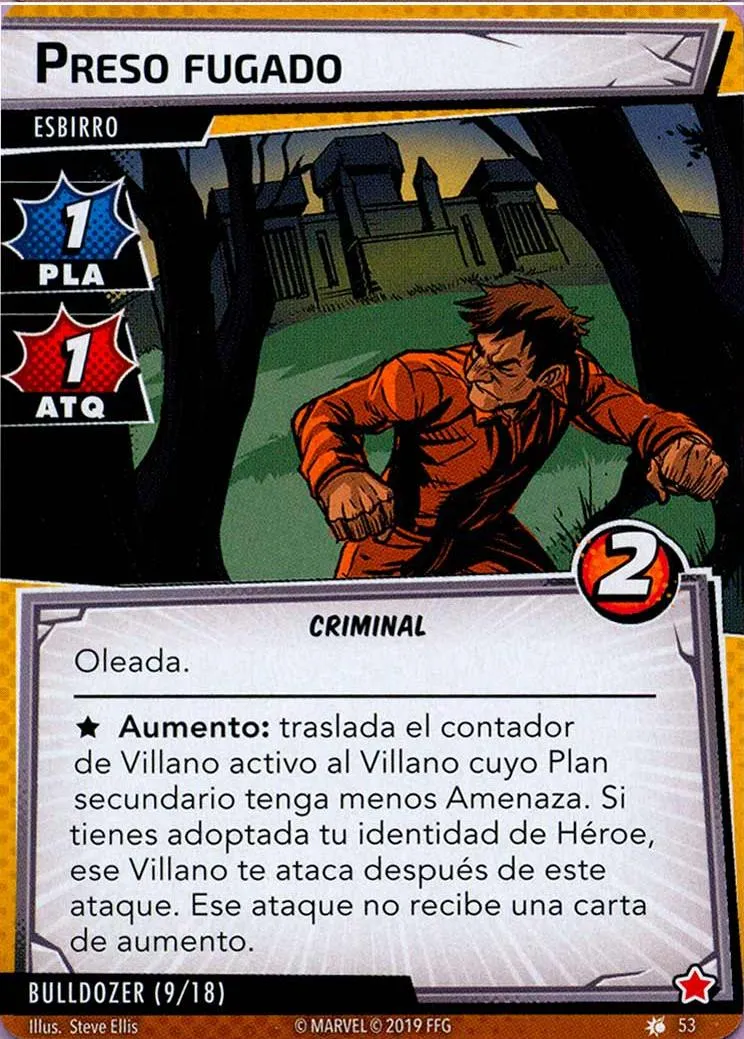 PRESO FUGADO
ESBIRRO
1
PLA
1
ATQ
2
CRIMINAL
Oleada.
★ Aumento: traslada el contador
de Villano activo al Villano cuyo Plan
secundario tenga menos Amenaza. Si
tienes adoptada tu identidad de Héroe,
ese Villano te ataca después de este
ataque. Ese ataque no recibe una carta
de aumento.
BULLDOZER (9/18)
Illus. Steve Ellis
© MARVEL © 2019 FFG
53